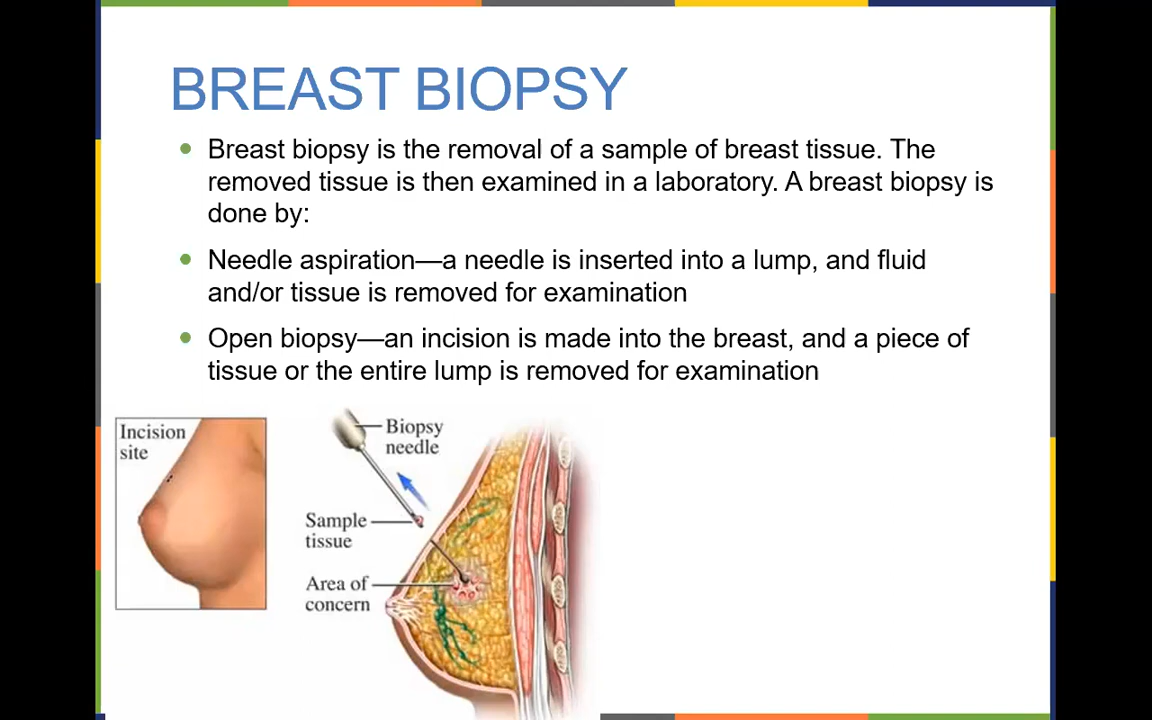 BREAST BIOPSY
Breast biopsy is the removal of a sample of breast tissue. The
removed tissue is then examined in a laboratory. A breast biopsy is
done by:
Needle aspiration—a needle is inserted into a lump, and fluid
and/or tissue is removed for examination
Open biopsy—an incision is made into the breast, and a piece of
tissue or the entire lump is removed for examination
Incision
site
Biopsy
needle
Sample
tissue
Area of
concern